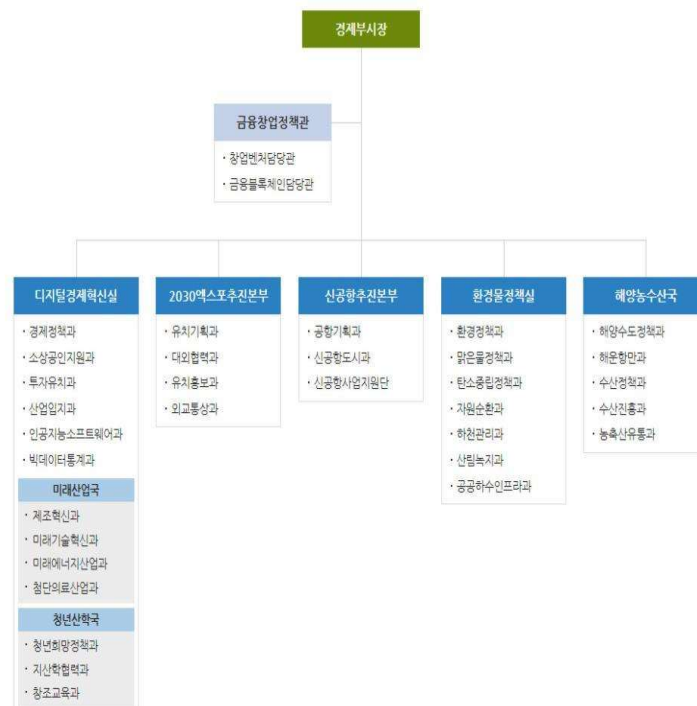 경제부시장
금융창업정책관
· 창업벤처담당관
· 금융블록체인담당관
디지털경제혁신실
· 경제정책과
· 소상공인지원과
· 투자유치과
· 산업입지과
· 인공지능소프트웨어과
· 빅데이터통계과
미래산업국
· 제조혁신과
· 미래기술혁신과
· 미래에너지산업과
· 첨단의료산업과
청년산학국
· 청년희망정책과
· 지산학협력과
· 창조교육과
2030엑스포추진본부
· 유치기획과
· 대외협력과
· 유치홍보과
· 외교통상과
신공항추진본부
· 공항기획과
· 신공항도시과
· 신공항사업지원단
환경물정책실
· 환경정책과
· 맑은물정책과
· 탄소중립정책과
· 자원순환과
· 하천관리과
· 산림녹지과
· 공공하수인프라과
해양농수산국
· 해양수도정책과
· 해운항만과
· 수산정책과
· 수산진흥과
· 농축산유통과